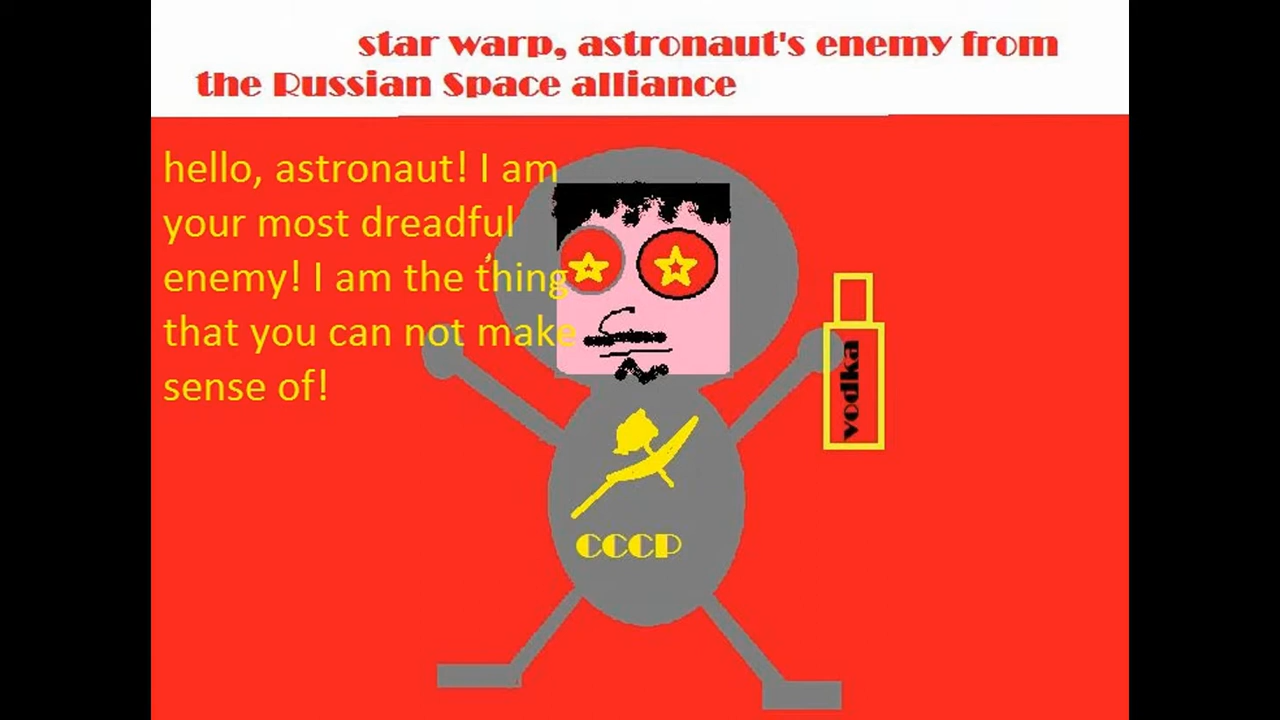 star warp, astronaut's enemy from
the Russian Space alliance
hello, astronaut! I am
your most dreadful
enemy! I am the thing
that you can not make
sense of!
vodka
CCCP